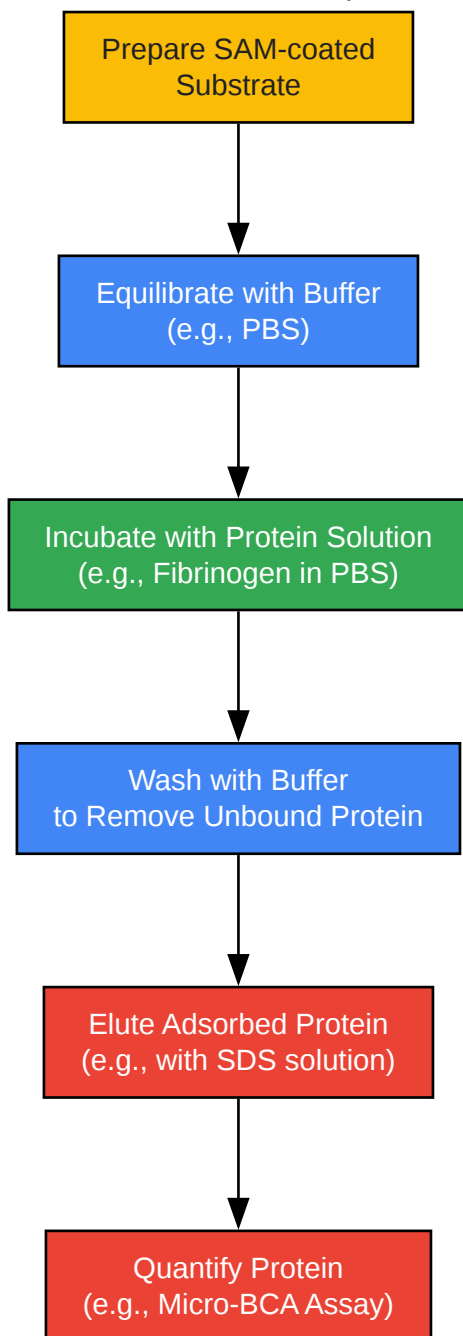 Prepare SAM-coated
Substrate
Equilibrate with Buffer
(e.g., PBS)
Incubate with Protein Solution
(e.g., Fibrinogen in PBS)
Wash with Buffer
to Remove Unbound Protein
Elute Adsorbed Protein
(e.g., with SDS solution)
Quantify Protein
(e.g., Micro-BCA Assay)